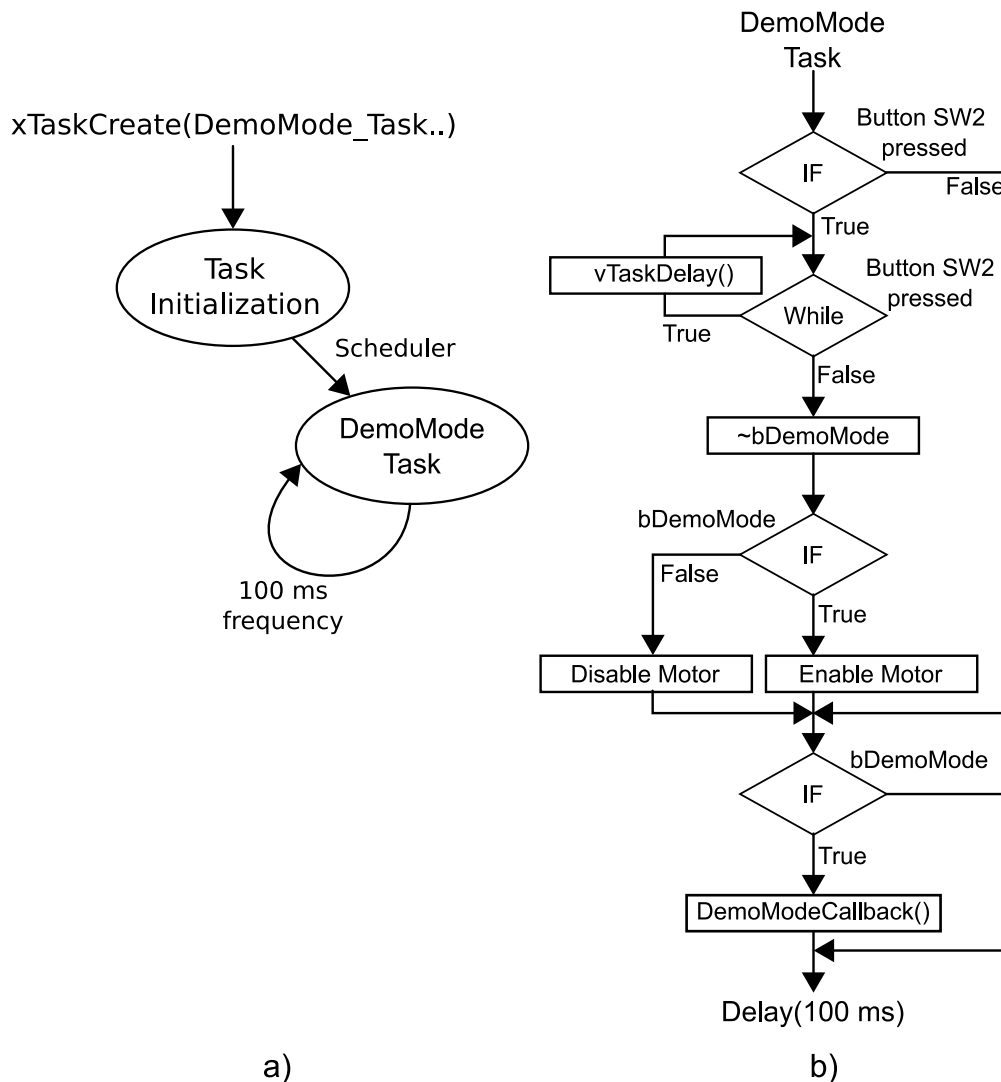 xTaskCreate(DemoMode_Task..)
Task
Initialization
Scheduler
DemoMode
Task
100 ms
frequency
a)
DemoMode
Task
Button SW2
pressed
IF
False
True
vTaskDelay()
Button SW2
pressed
While
True
False
~bDemoMode
bDemoMode
IF
False
True
Disable Motor
Enable Motor
bDemoMode
IF
True
DemoModeCallback()
Delay(100 ms)
b)